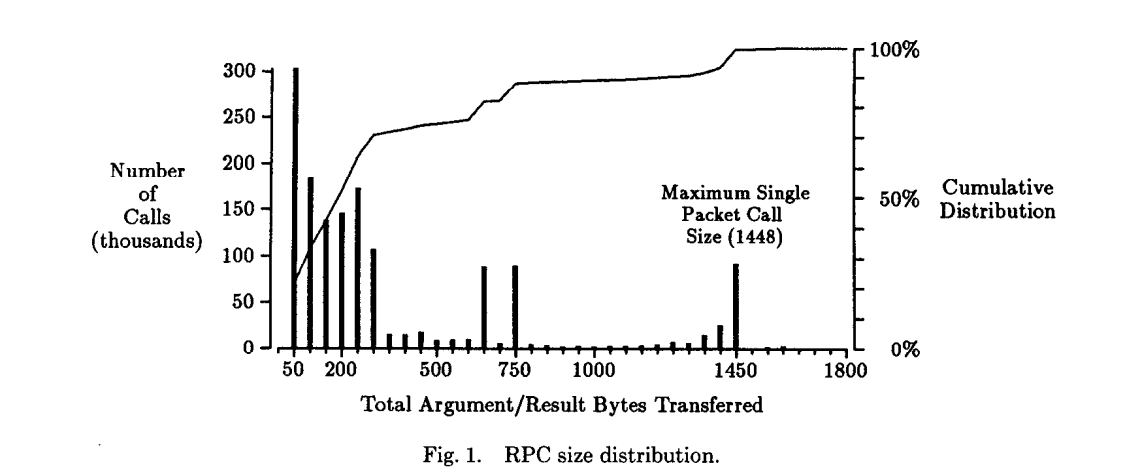 300
250
200
150
100
50
0
Number
of
Calls
(thousands)
100%
50%
0%
Cumulative
Distribution
Maximum Single
Packet Call
Size (1448)
50 200 500 750 1000 1450 1800
Total Argument/Result Bytes Transferred
Fig. 1. RPC size distribution.